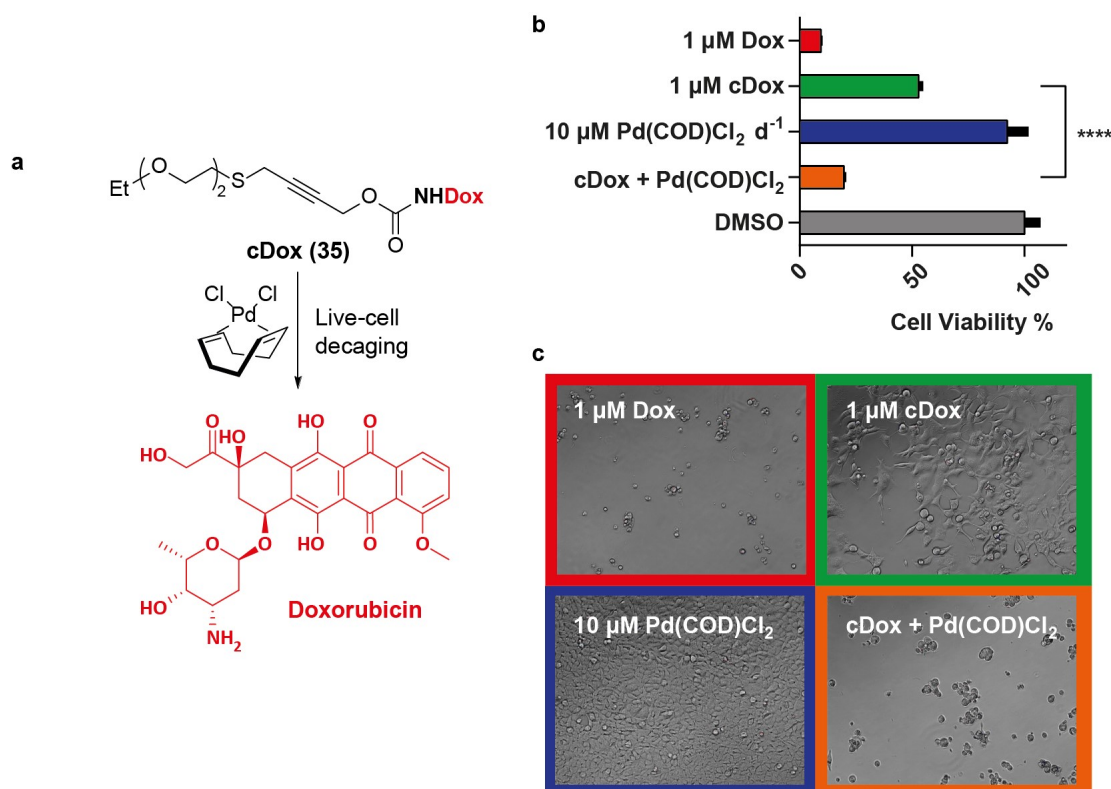 a
Et
O
2
S
O
O
NHDox
cDox (35)
Cl
Cl
Pd
Live-cell
decaging
O
HO
HO
HO
O
O
HO
O
O
O
HO
NH2
Doxorubicin
b
1 µM Dox
1 µM cDox
10 µM Pd(COD)Cl2 d-1
cDox + Pd(COD)Cl2
DMSO
****
0
50
100
Cell Viability %
c
1 µM Dox
1 µM cDox
10 µM Pd(COD)Cl2
cDox + Pd(COD)Cl2